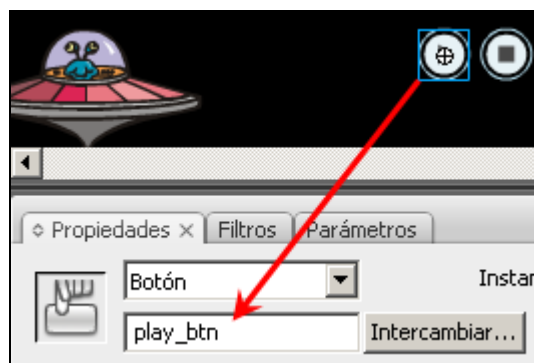 Propiedades Filtros Parámetros
Botón Instan
play_btn Intercambiar...